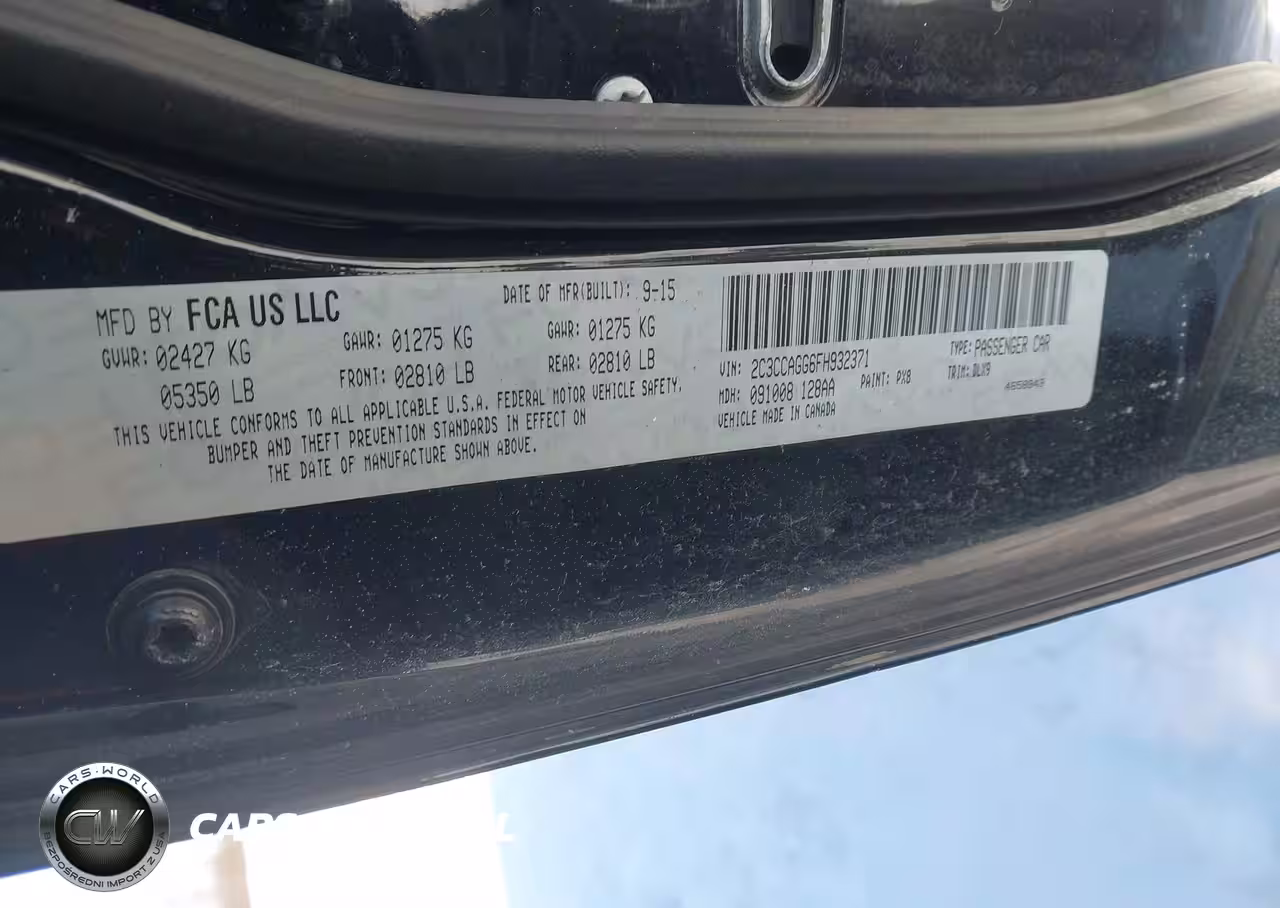 MFD BY FCA US LLC
DATE OF MFR(BUILT): 9-15
GVWR: 02427 KG
05350 LB
GAWR: 01275 KG
FRONT: 02810 LB
GAWR: 01275 KG
REAR: 02810 LB
THIS VEHICLE CONFORMS TO ALL APPLICABLE U.S.A. FEDERAL MOTOR VEHICLE SAFETY,
BUMPER AND THEFT PREVENTION STANDARDS IN EFFECT ON
THE DATE OF MANUFACTURE SHOWN ABOVE.
VIN: 2C3CCAGG6FH932371
TYPE: PASSENGER CAR
MDH: 091008 128AA
PAINT: PX8
TRIM: DLX9
VEHICLE MADE IN CANADA
CARS-WORLD
CW
BEZPOŚREDNI IMPORT Z USA